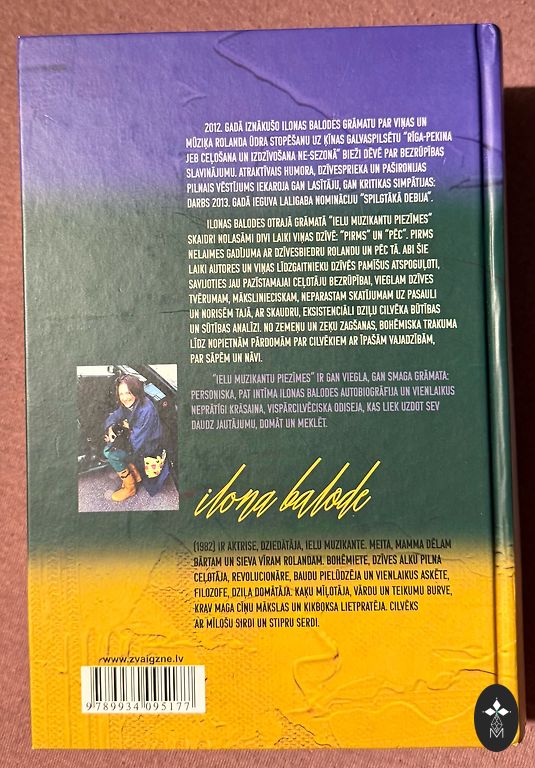 2012. GADĀ IZNĀKUŠO ILONAS BALODES GRĀMATU PAR VIŅAS UN
MŪZIĶA ROLANDA ŪDRA STOPĒŠANU UZ ĶĪNAS GALVASPILSĒTU "RĪGA-PEKINA
JEB CEĻOŠANA UN IZDZĪVOŠANA NE-SEZONĀ" BIEŽI DĒVĒ PAR BEZRŪPĪBAS
SLAVINĀJUMU. ATRAKTĪVAIS HUMORA, DZĪVESPRIEKA UN PAŠIRONIJAS
PILNAIS VĒSTĪJUMS IEKAROJA GAN LASĪTĀJU, GAN KRITIKAS SIMPĀTIJAS:
DARBS 2013. GADĀ IEGUVA LALIGABA NOMINĀCIJU "SPILGTĀKĀ DEBIJA".
ILONAS BALODES OTRAJĀ GRĀMATĀ "IELU MUZIKANTU PIEZĪMES"
SKAIDRI NOLASĀMI DIVI LAIKI VIŅAS DZĪVĒ: "PIRMS" UN "PĒC". PIRMS
NELAIMES GADĪJUMA AR DZĪVESBIEDRU ROLANDU UN PĒC TĀ. ABI ŠIE
LAIKI AUTORES UN VIŅAS LĪDZGAITNIEKU DZĪVĒS PAMĪŠUS ATSPOGUĻOTI,
SAVIJOTIES JAU PAZĪSTAMAJAI CEĻOTĀJU BEZRŪPĪBAI, VIEGLAM DZĪVES
TVĒRUMAM, MĀKSLINIECISKAM, NEPARASTAM SKATĪJUMAM UZ PASAULI
UN NORISĒM TAJĀ, AR SKAUDRU, EKSISTENCIĀLI DZIĻU CILVĒKA BŪTĪBAS
UN SŪTĪBAS ANALĪZI. NO ZEMEŅU UN ZEĶU ZAGŠANAS, BOHĒMISKA TRAKUMA
LĪDZ NOPIETNĀM PĀRDOMĀM PAR CILVĒKIEM AR ĪPAŠĀM VAJADZĪBĀM,
PAR SĀPĒM UN NĀVI.
"IELU MUZIKANTU PIEZĪMES" IR GAN VIEGLA, GAN SMAGA GRĀMATA:
PERSONISKA, PAT INTĪMA ILONAS BALODES AUTOBIOGRĀFIJA UN VIENLAIKUS
NEPRĀTĪGI KRĀSAINA, VISPĀRCILVĒCISKA ODISEJA, KAS LIEK UZDOT SEV
DAUDZ JAUTĀJUMU, DOMĀT UN MEKLĒT.
ilona balode
(1982) IR AKTRISE, DZIEDĀTĀJA, IELU MUZIKANTE. MEITA, MAMMA DĒLAM
BĀRTAM UN SIEVA VĪRAM ROLANDAM. BOHĒMIETE, DZĪVES ALKU PILNA
CEĻOTĀJA, REVOLUCIONĀRE, BAUDU PIELŪDZĒJA UN VIENLAIKUS ASKĒTE,
FILOZOFE, DZIĻA DOMĀTĀJA. KAĶU MĪĻOTĀJA, VĀRDU UN TEIKUMU BURVE,
KRAV MAGA CĪŅU MĀKSLAS UN KIKBOKSA LIETPRATĒJA. CILVĒKS
AR MĪLOŠU SIRDI UN STIPRU SERDI.
www.zvaigzne.lv
9 789934 095177
M